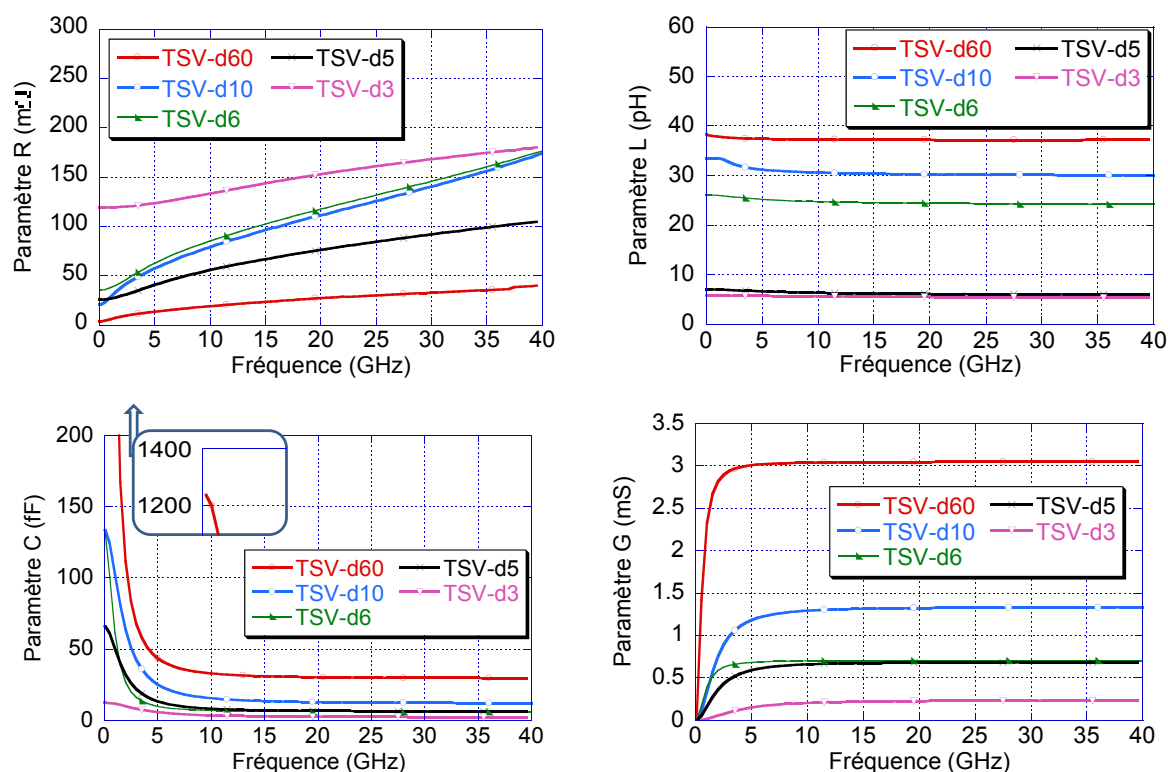 300
250
200
150
100
50
0
Paramètre R (mΩ)
TSV-d60 TSV-d5
TSV-d10 TSV-d3
TSV-d6
0 5 10 15 20 25 30 35 40
Fréquence (GHz)
60
50
40
30
20
10
0
Paramètre L (pH)
TSV-d60 TSV-d5
TSV-d10 TSV-d3
TSV-d6
0 5 10 15 20 25 30 35 40
Fréquence (GHz)
200
150
100
50
0
Paramètre C (fF)
1400
1200
TSV-d60 TSV-d5
TSV-d10 TSV-d3
TSV-d6
0 5 10 15 20 25 30 35 40
Fréquence (GHz)
3.5
3
2.5
2
1.5
1
0.5
0
Paramètre G (mS)
TSV-d60 TSV-d5
TSV-d10 TSV-d3
TSV-d6
0 5 10 15 20 25 30 35 40
Fréquence (GHz)